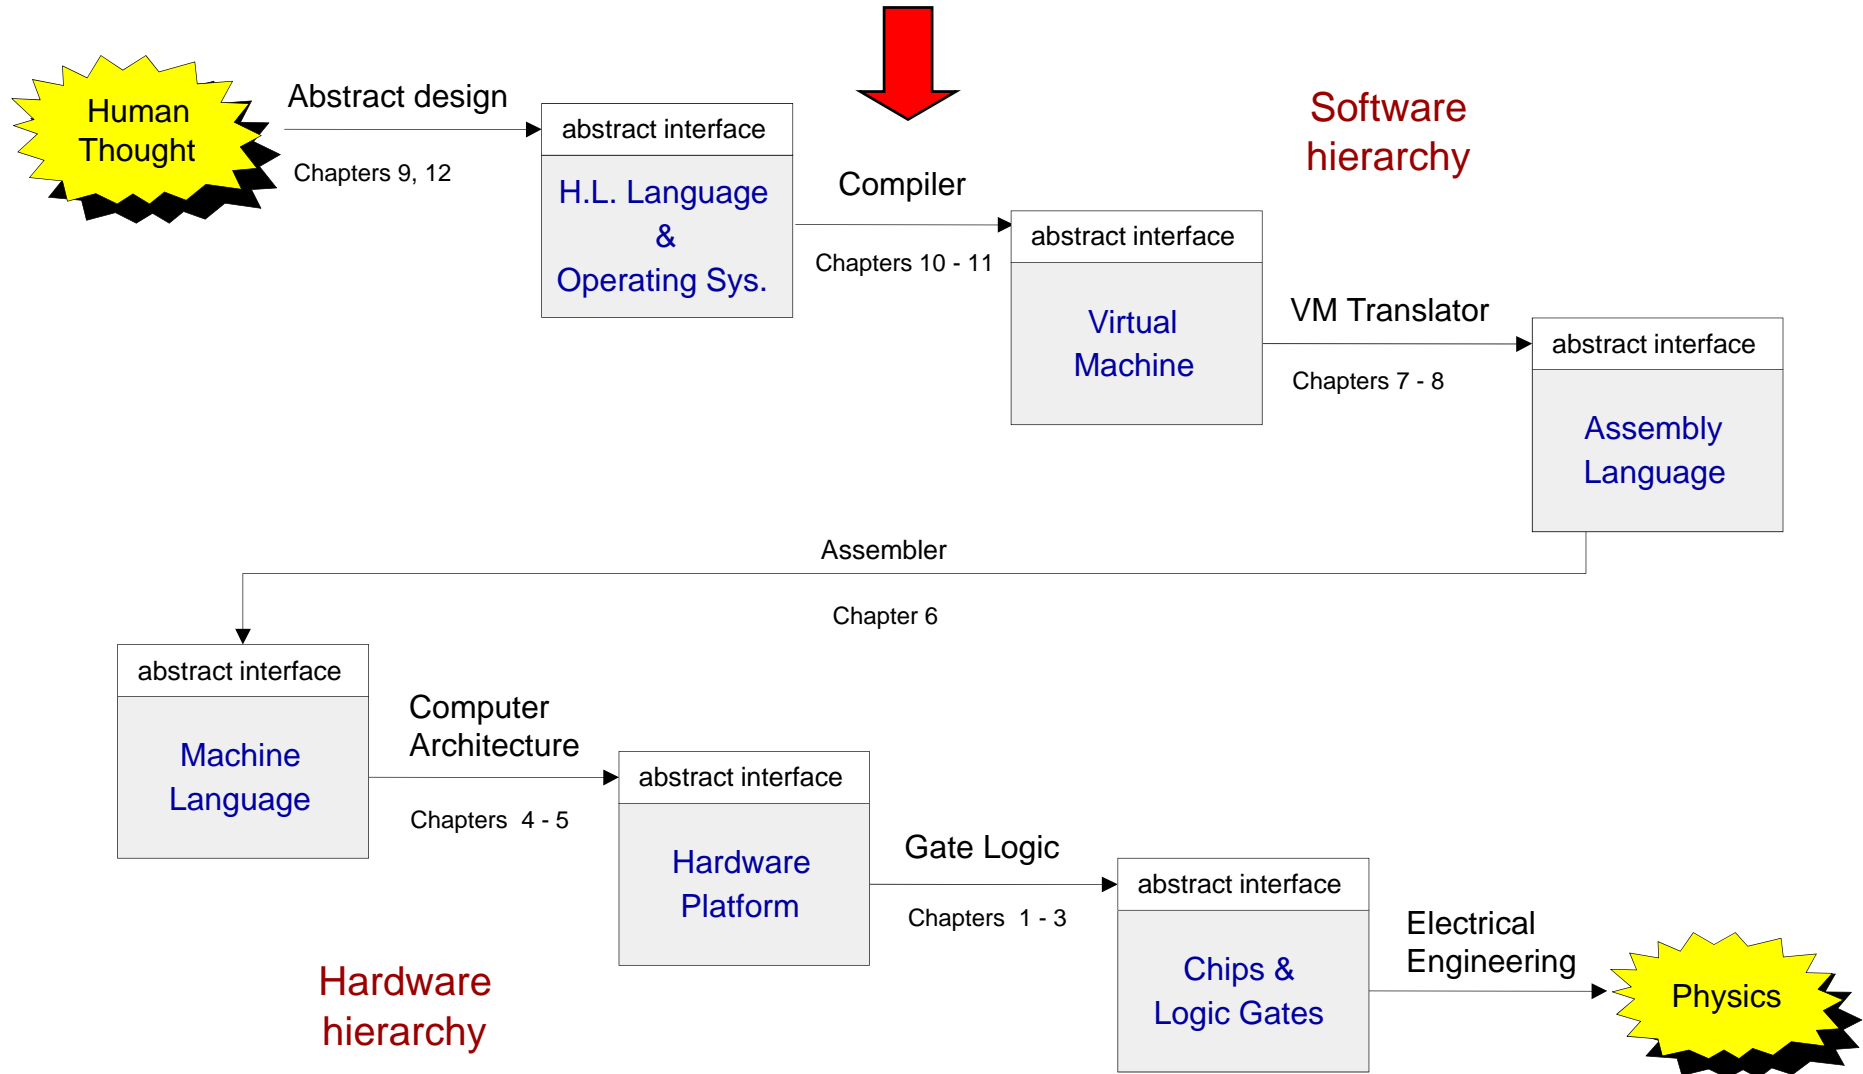 Human
Thought
Abstract design
Chapters 9, 12
abstract interface
H.L. Language
&
Operating Sys.
Compiler
Chapters 10 - 11
Software
hierarchy
abstract interface
Virtual
Machine
VM Translator
Chapters 7 - 8
abstract interface
Assembly
Language
Assembler
Chapter 6
abstract interface
Machine
Language
Computer
Architecture
Chapters 4 - 5
abstract interface
Hardware
Platform
Gate Logic
Chapters 1 - 3
abstract interface
Chips &
Logic Gates
Electrical
Engineering
Physics
Hardware
hierarchy